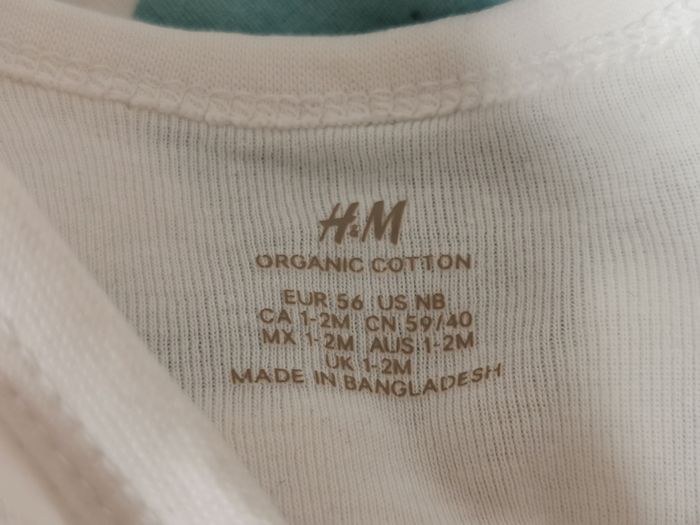 H&M
ORGANIC COTTON
EUR 56 US NB
CA 1-2M CN 59/40
MX 1-2M AUS 1-2M
UK 1-2M
MADE IN BANGLADESH